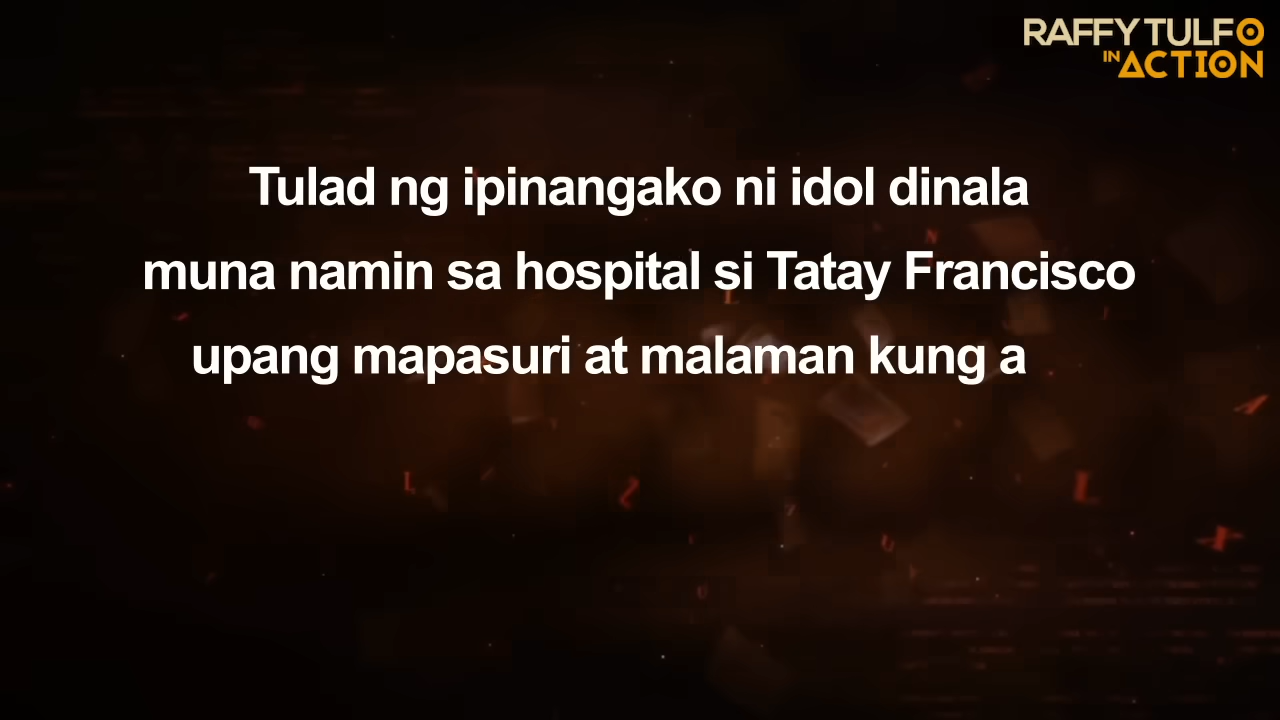 RAFFY TULFO
IN ACTION
Tulad ng ipinangako ni idol dinala
muna namin sa hospital si Tatay Francisco
upang mapasuri at malaman kung a